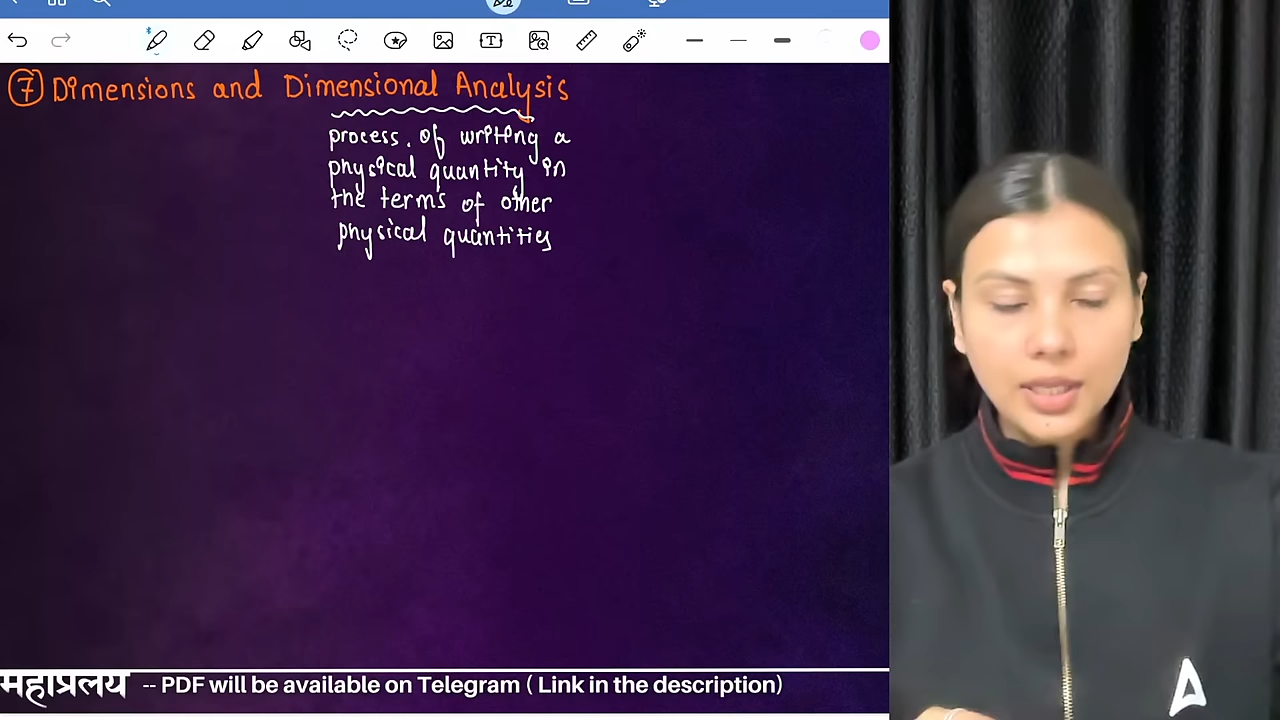 ⑦ Dimensions and Dimensional Analysis
process. of writing a
physical quantity in
the terms of other
physical quantities
महाप्रलय -- PDF will be available on Telegram ( Link in the description)